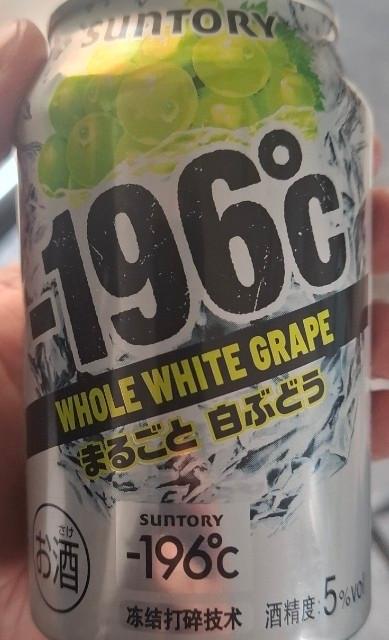 SUNTORY
-196°C
WHOLE WHITE GRAPE
まるごと 白ぶどう
さけ
お酒
SUNTORY
-196°C
冻结打碎技术
酒精度:5%vol